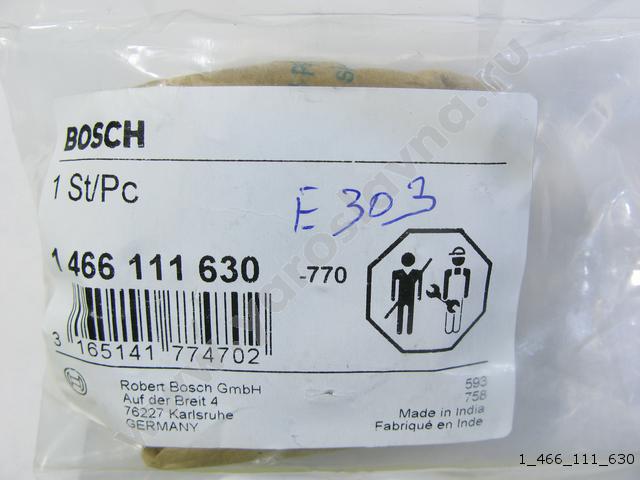 BOSCH
1 St/Pc
E 303
1 466 111 630 -770
3 165141 774702
Robert Bosch GmbH
Auf der Breit 4
76227 Karlsruhe
GERMANY
593
758
Made in India
Fabriqué en Inde
1_466_111_630